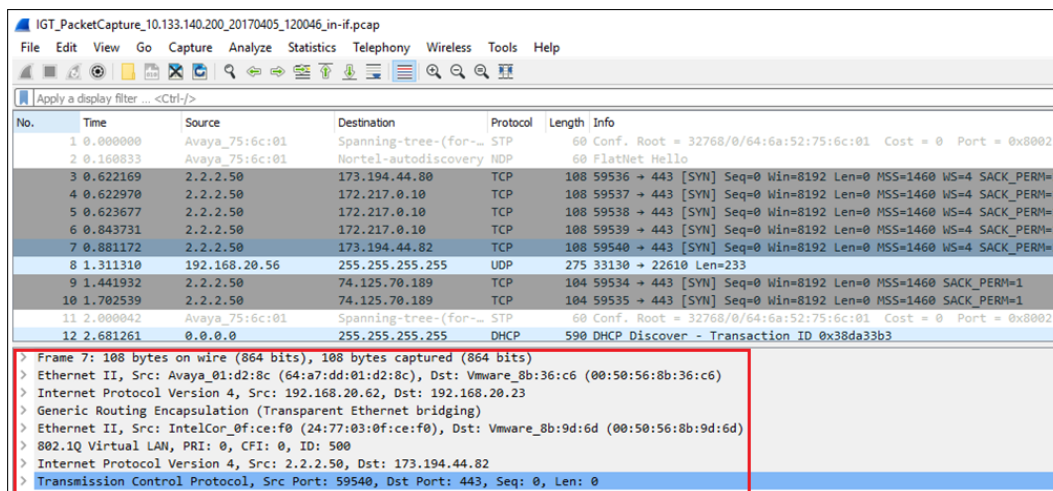 IGT_PacketCapture_10.133.140.200_20170405_120046_in-if.pcap
File Edit View Go Capture Analyze Statistics Telephony Wireless Tools Help
Apply a display filter ... <Ctrl-/>
No. Time Source Destination Protocol Length Info
1 0.000000 Avaya_75:6c:01 Spanning-tree-(for-… STP 60 Conf. Root = 32768/0/64:6a:52:75:6c:01 Cost = 0 Port = 0x8002
2 0.160833 Avaya_75:6c:01 Nortel-autodiscovery NDP 60 FlatNet Hello
3 0.622169 2.2.2.50 173.194.44.80 TCP 108 59536 → 443 [SYN] Seq=0 Win=8192 Len=0 MSS=1460 WS=4 SACK_PERM=
4 0.622970 2.2.2.50 172.217.0.10 TCP 108 59537 → 443 [SYN] Seq=0 Win=8192 Len=0 MSS=1460 WS=4 SACK_PERM=
5 0.623677 2.2.2.50 172.217.0.10 TCP 108 59538 → 443 [SYN] Seq=0 Win=8192 Len=0 MSS=1460 WS=4 SACK_PERM=
6 0.843731 2.2.2.50 172.217.0.10 TCP 108 59539 → 443 [SYN] Seq=0 Win=8192 Len=0 MSS=1460 WS=4 SACK_PERM=
7 0.881172 2.2.2.50 173.194.44.82 TCP 108 59540 → 443 [SYN] Seq=0 Win=8192 Len=0 MSS=1460 WS=4 SACK_PERM=
8 1.311310 192.168.20.56 255.255.255.255 UDP 275 33130 → 22610 Len=233
9 1.441932 2.2.2.50 74.125.70.189 TCP 104 59534 → 443 [SYN] Seq=0 Win=8192 Len=0 MSS=1460 SACK_PERM=1
10 1.702539 2.2.2.50 74.125.70.189 TCP 104 59535 → 443 [SYN] Seq=0 Win=8192 Len=0 MSS=1460 SACK_PERM=1
11 2.000042 Avaya_75:6c:01 Spanning-tree-(for-… STP 60 Conf. Root = 32768/0/64:6a:52:75:6c:01 Cost = 0 Port = 0x8002
12 2.681261 0.0.0.0 255.255.255.255 DHCP 590 DHCP Discover - Transaction ID 0x38da33b3
> Frame 7: 108 bytes on wire (864 bits), 108 bytes captured (864 bits)
> Ethernet II, Src: Avaya_01:d2:8c (64:a7:dd:01:d2:8c), Dst: Vmware_8b:36:c6 (00:50:56:8b:36:c6)
> Internet Protocol Version 4, Src: 192.168.20.62, Dst: 192.168.20.23
> Generic Routing Encapsulation (Transparent Ethernet bridging)
> Ethernet II, Src: IntelCor_0f:ce:f0 (24:77:03:0f:ce:f0), Dst: Vmware_8b:9d:6d (00:50:56:8b:9d:6d)
> 802.1Q Virtual LAN, PRI: 0, CFI: 0, ID: 500
> Internet Protocol Version 4, Src: 2.2.2.50, Dst: 173.194.44.82
> Transmission Control Protocol, Src Port: 59540, Dst Port: 443, Seq: 0, Len: 0